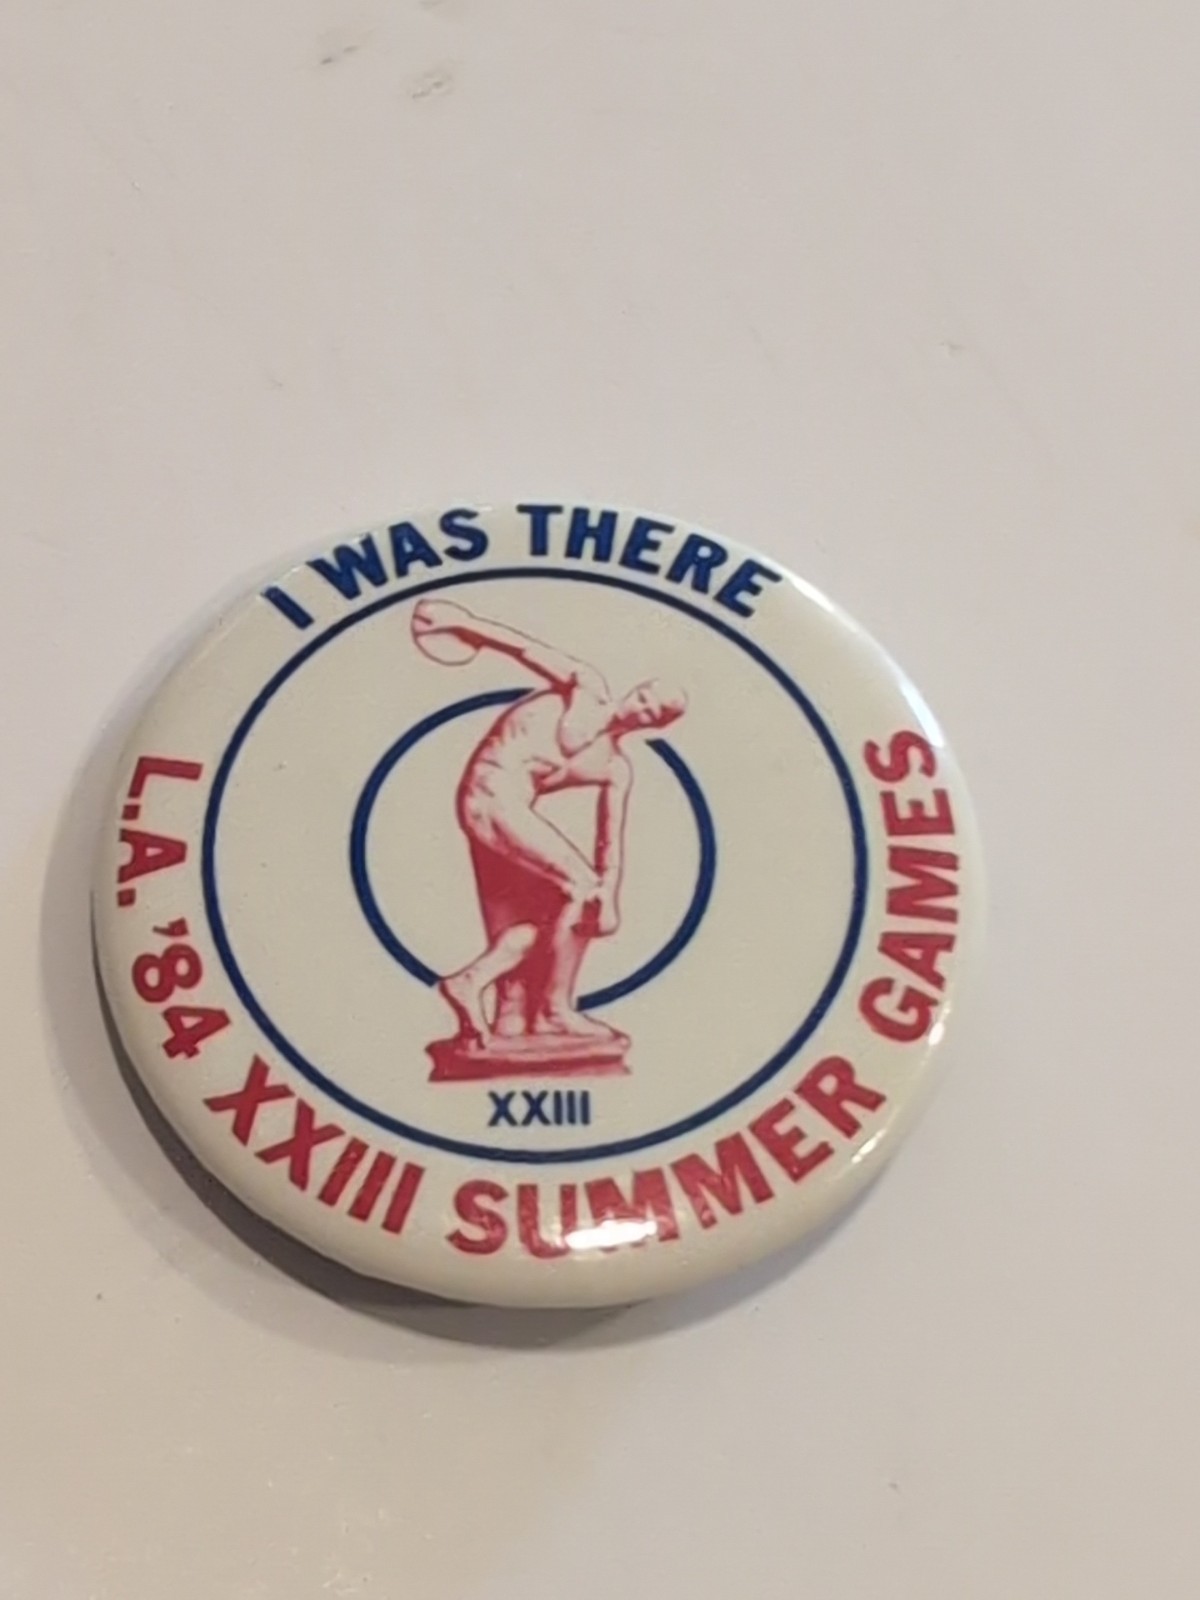 I WAS THERE
XXIII
L.A. '84 XXIII SUMMER GAMES